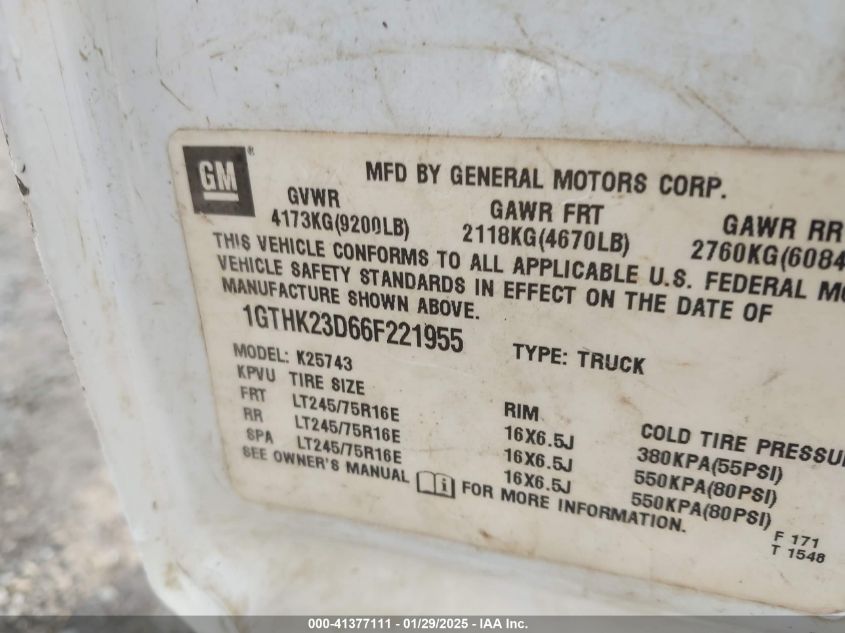 GM®
MFD BY GENERAL MOTORS CORP.
GVWR GAWR FRT GAWR RR
4173KG(9200LB) 2118KG(4670LB) 2760KG(6084
THIS VEHICLE CONFORMS TO ALL APPLICABLE U.S. FEDERAL MO
VEHICLE SAFETY STANDARDS IN EFFECT ON THE DATE OF
MANUFACTURE SHOWN ABOVE.
1GTHK23D66F221955 TYPE: TRUCK
MODEL: K25743
KPVU TIRE SIZE RIM COLD TIRE PRESSU
FRT LT245/75R16E 16X6.5J 380KPA(55PSI)
RR LT245/75R16E 16X6.5J 550KPA(80PSI)
SPA LT245/75R16E 16X6.5J 550KPA(80PSI)
SEE OWNER'S MANUAL i FOR MORE INFORMATION.
F 171
T 1548
000-41377111 - 01/29/2025 - IAA Inc.